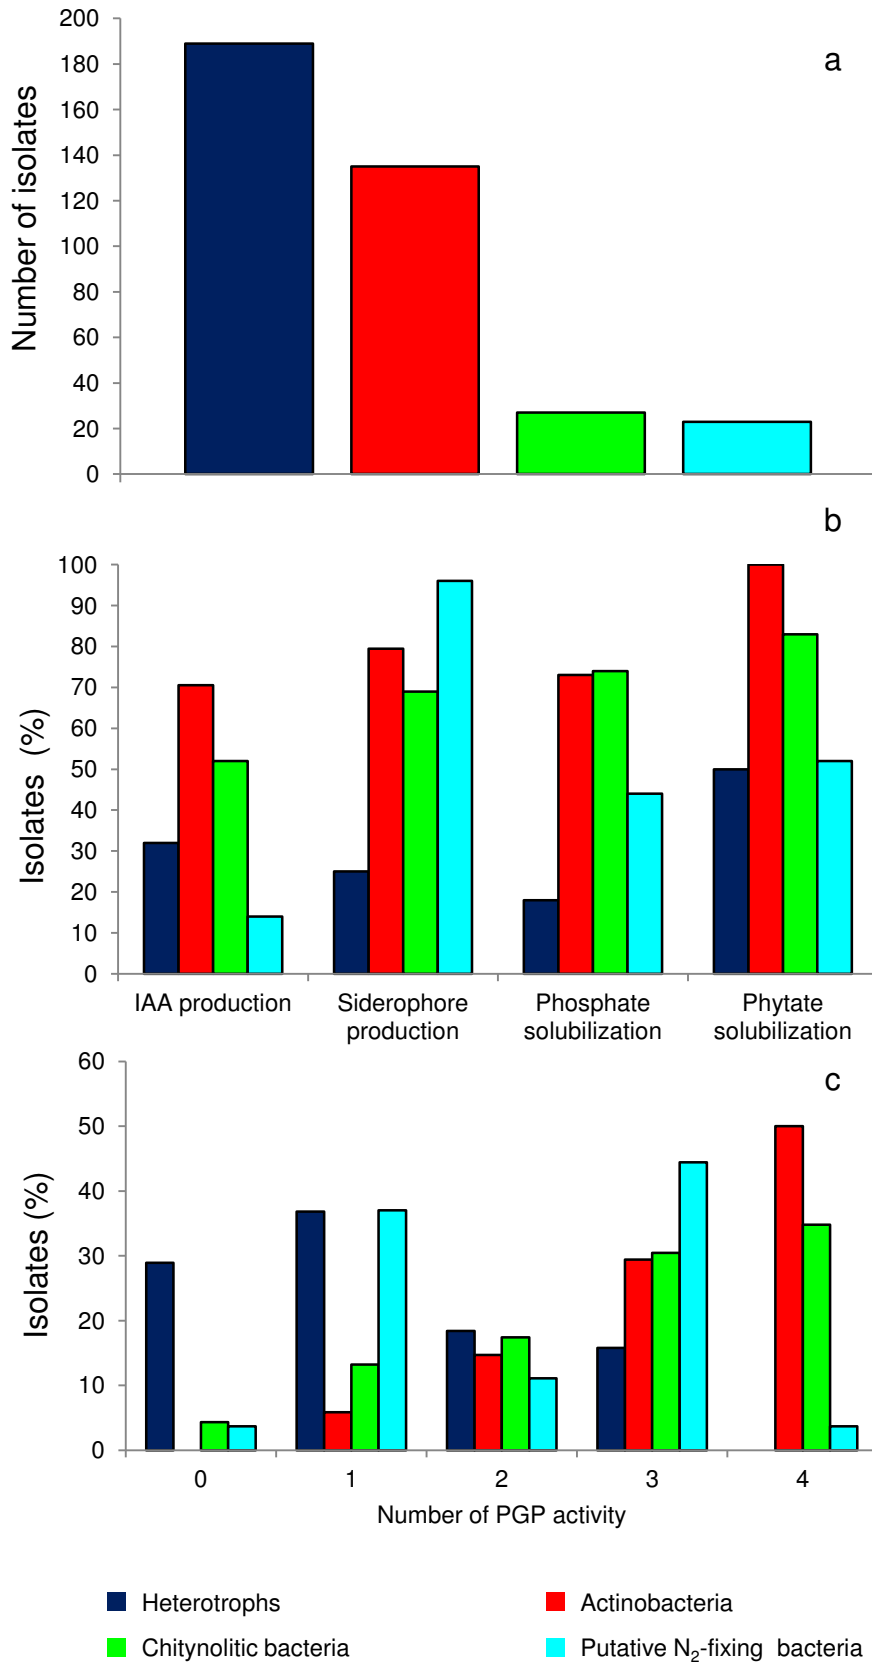 a
Number of isolates
200
180
160
140
120
100
80
60
40
20
0
b
Isolates (%)
100
90
80
70
60
50
40
30
20
10
0
IAA production
Siderophore
production
Phosphate
solubilization
Phytate
solubilization
c
Isolates (%)
60
50
40
30
20
10
0
0 1 2 3 4
Number of PGP activity
Heterotrophs
Actinobacteria
Chitynolitic bacteria
Putative N₂-fixing bacteria